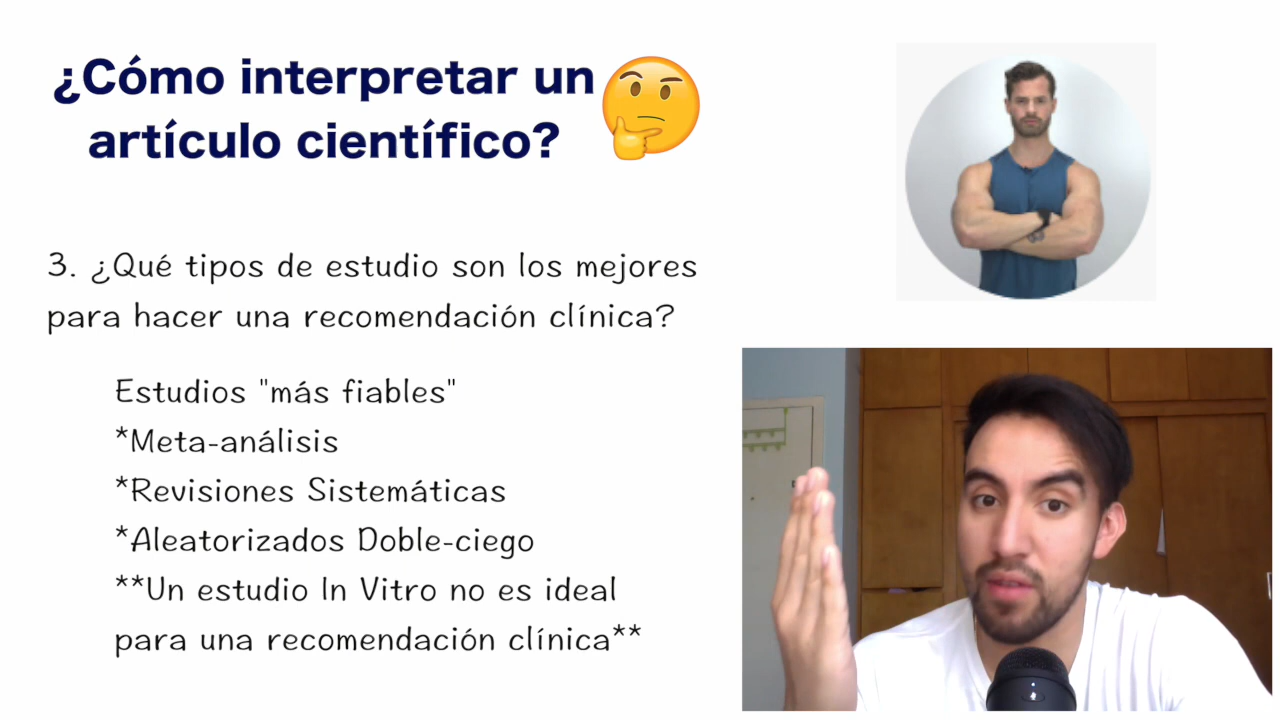 ¿Cómo interpretar un
artículo científico?
3. ¿Qué tipos de estudio son los mejores
para hacer una recomendación clínica?
Estudios "más fiables"
*Meta-análisis
*Revisiones Sistemáticas
*Aleatorizados Doble-ciego
**Un estudio In Vitro no es ideal
para una recomendación clínica**